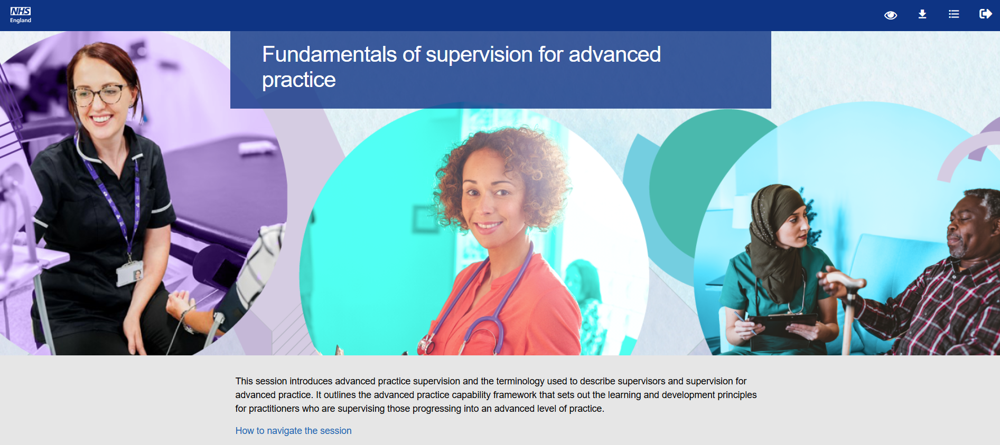 NHS
England
Fundamentals of supervision for advanced
practice
This session introduces advanced practice supervision and the terminology used to describe supervisors and supervision for
advanced practice. It outlines the advanced practice capability framework that sets out the learning and development principles
for practitioners who are supervising those progressing into an advanced level of practice.
How to navigate the session